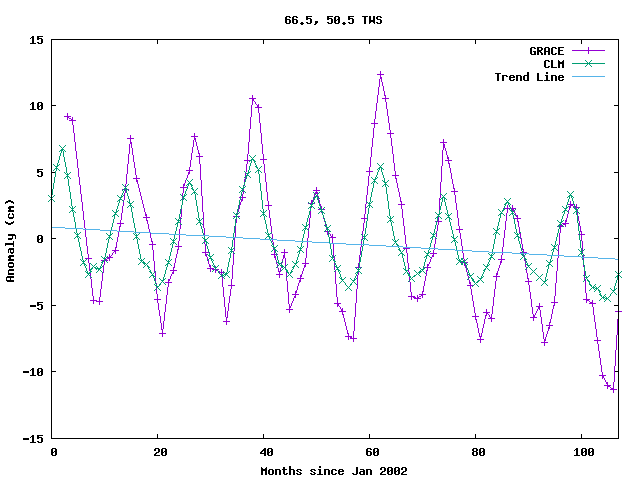 66.5, 50.5 TWS
15
GRACE
CLM
Trend Line
10
5
0
-5
-10
-15
Anomaly (cm)
0 20 40 60 80 100
Months since Jan 2002